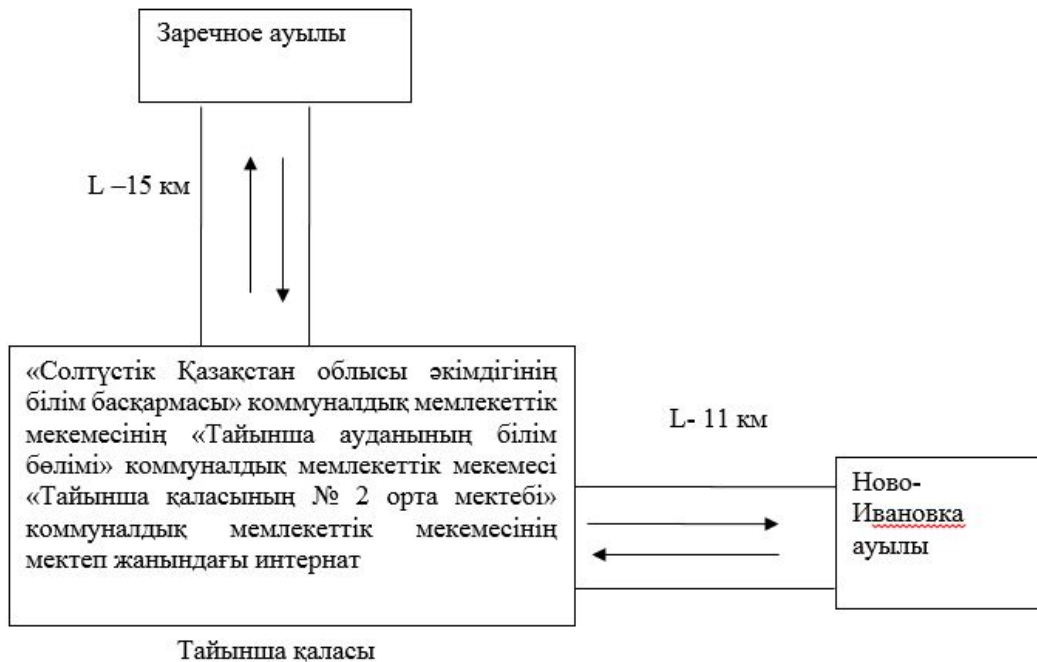 Заречное ауылы
L –15 км
«Солтүстік Қазақстан облысы әкімдігінің
білім басқармасы» коммуналдық мемлекеттік
мекемесінің «Тайынша ауданының білім
бөлімі» коммуналдық мемлекеттік мекемесі
«Тайынша қаласының № 2 орта мектебі»
коммуналдық мемлекеттік мекемесінің
мектеп жанындағы интернат
L- 11 км
Ново-
Ивановка
ауылы
Тайынша қаласы